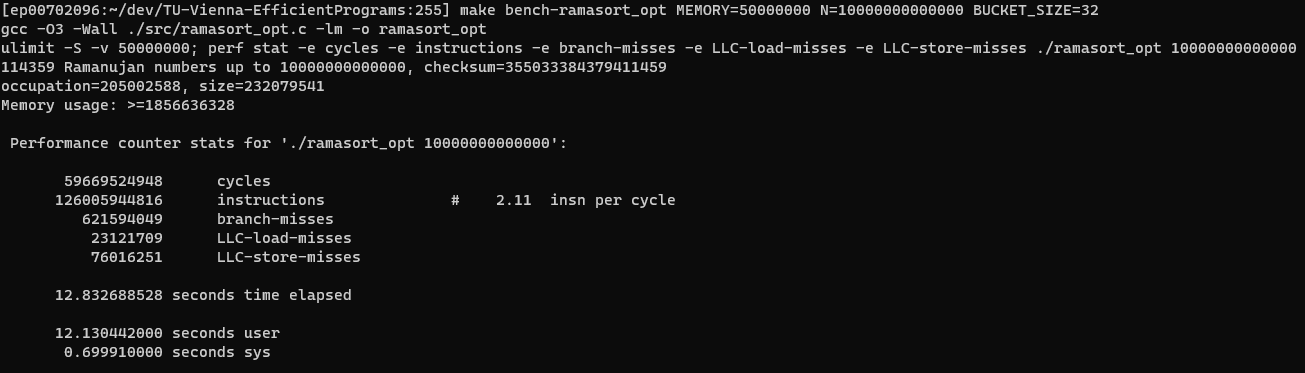 [ep00702096:~/dev/TU-Vienna-EfficientPrograms:255] make bench-ramasort_opt MEMORY=50000000 N=10000000000000 BUCKET_SIZE=32
gcc -O3 -Wall ./src/ramasort_opt.c -lm -o ramasort_opt
ulimit -S -v 50000000; perf stat -e cycles -e instructions -e branch-misses -e LLC-load-misses -e LLC-store-misses ./ramasort_opt 10000000000000
114359 Ramanujan numbers up to 10000000000000, checksum=355033384379411459
occupation=205002588, size=232079541
Memory usage: >=1856636328
Performance counter stats for './ramasort_opt 10000000000000':
59669524948 cycles
126005944816 instructions # 2.11 insn per cycle
621594049 branch-misses
23121709 LLC-load-misses
76016251 LLC-store-misses
12.832688528 seconds time elapsed
12.130442000 seconds user
0.699910000 seconds sys